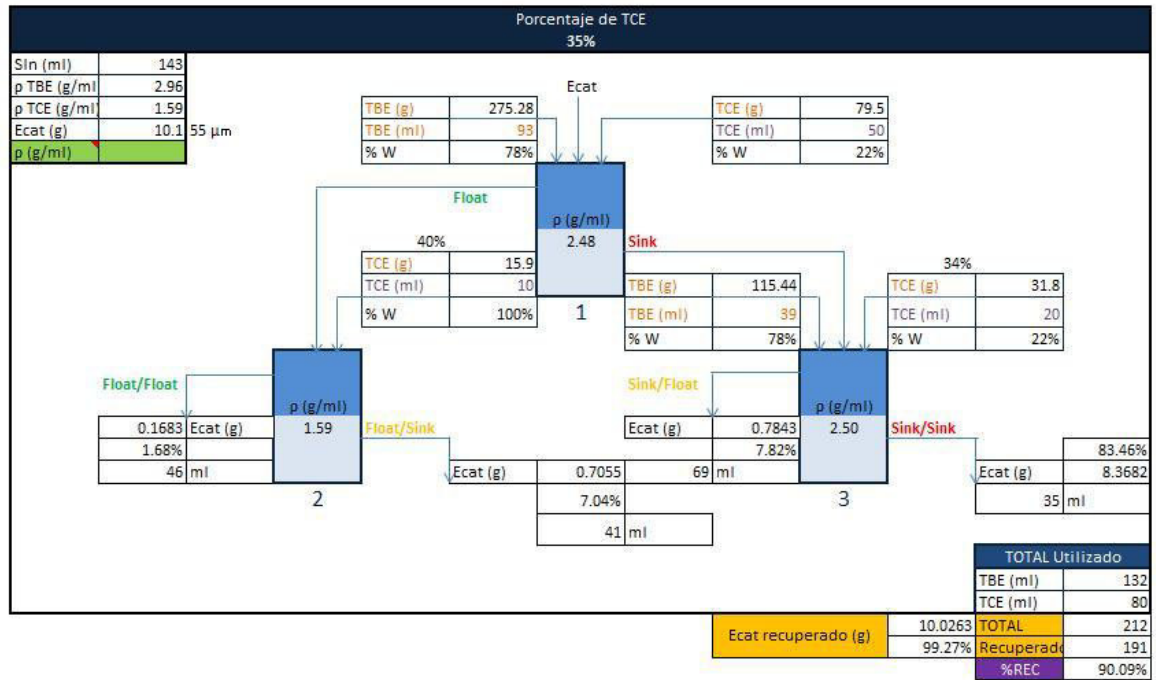 Porcentaje de TCE
35%
Sln (ml) 143
ρ TBE (g/ml
ρ TCE (g/ml)
Ecat (g) 10.1 55 µm
ρ (g/ml)
2.96
1.59
Ecat
TBE (g) 275.28
TBE (ml) 93
% W 78%
TCE (g) 79.5
TCE (ml) 50
% W 22%
Float
ρ (g/ml)
2.48
Sink
1
40%
TCE (g) 15.9
TCE (ml) 10
% W 100%
TBE (g) 115.44
TBE (ml) 39
% W 78%
34%
TCE (g) 31.8
TCE (ml) 20
% W 22%
Float/Float
ρ (g/ml)
1.59
Float/Sink
2
0.1683 Ecat (g)
1.68%
46 ml
Ecat (g) 0.7055
7.04%
41 ml
Sink/Float
ρ (g/ml)
2.50
Sink/Sink
3
Ecat (g) 0.7843
7.82%
69 ml
83.46%
Ecat (g) 8.3682
35 ml
TOTAL Utilizado
TBE (ml) 132
TCE (ml) 80
Ecat recuperado (g) 10.0263 TOTAL 212
99.27% Recuperado 191
%REC 90.09%